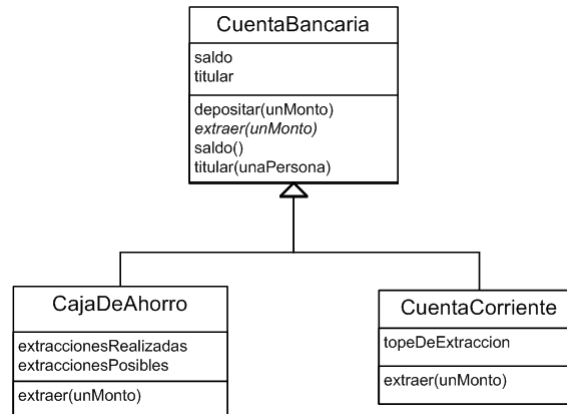 CuentaBancaria
saldo
titular
depositar(unMonto)
extraer(unMonto)
saldo()
titular(unaPersona)
CajaDeAhorro
extraccionesRealizadas
extraccionesPosibles
extraer(unMonto)
CuentaCorriente
topeDeExtraccion
extraer(unMonto)